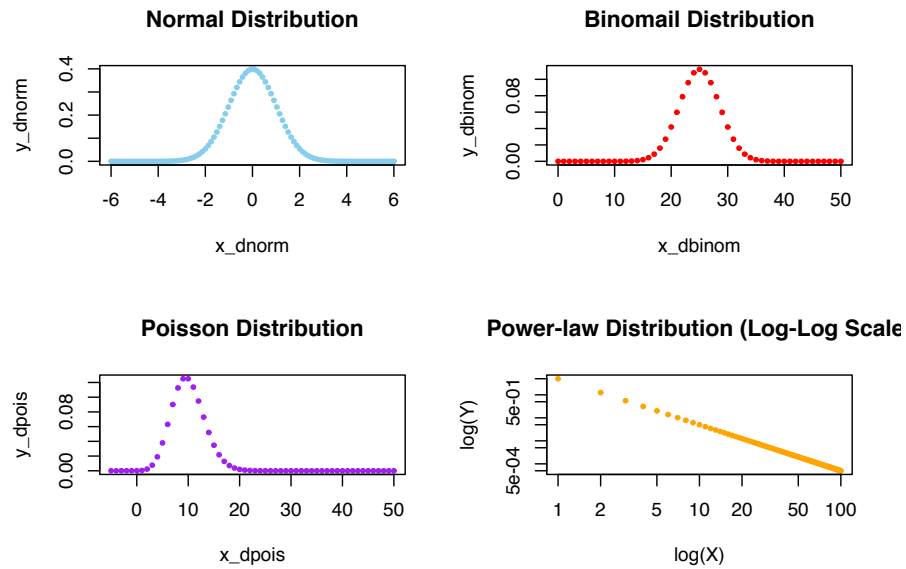 Normal Distribution
y_dnorm
0.0 0.2 0.4
-6 -4 -2 0 2 4 6
x_dnorm
Binomail Distribution
y_dbinom
0.00 0.08
0 10 20 30 40 50
x_dbinom
Poisson Distribution
y_dpois
0.00 0.08
0 10 20 30 40 50
x_dpois
Power-law Distribution (Log-Log Scale
log(Y)
5e-04 5e-01
1 2 5 10 20 50 100
log(X)